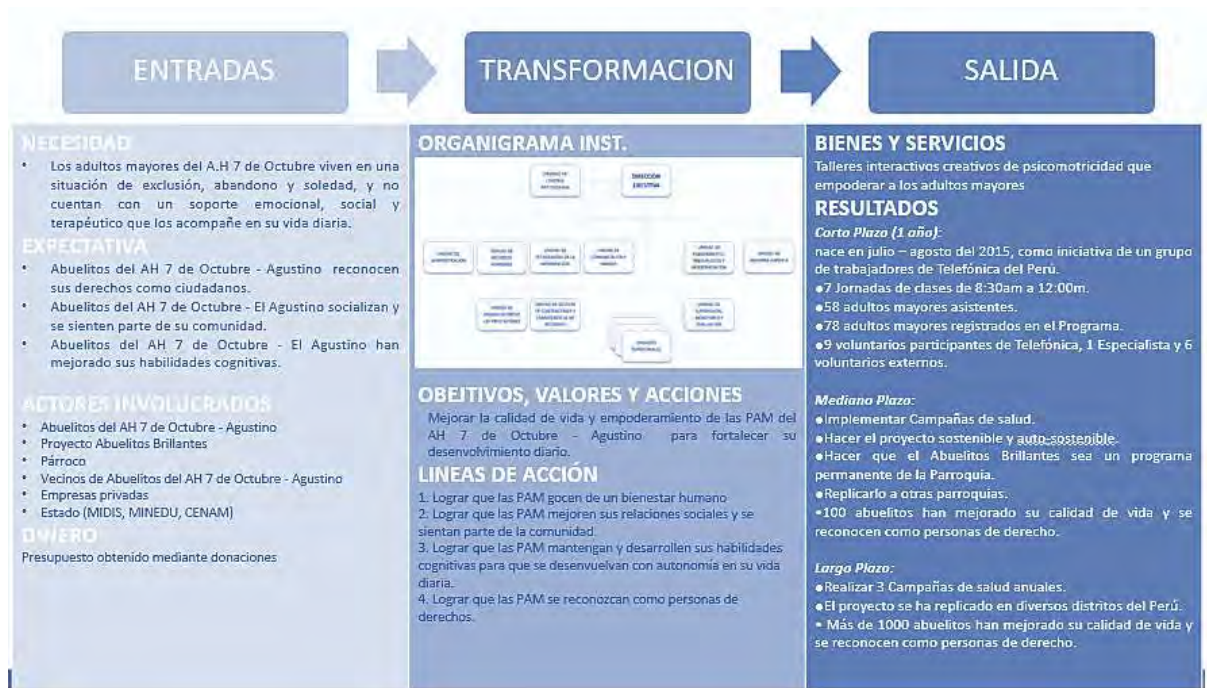 ENTRADAS
TRANSFORMACION
SALIDA
NECESIDAD
• Los adultos mayores del A.H 7 de Octubre viven en una
situación de exclusión, abandono y soledad, y no
cuentan con un soporte emocional, social y
terapéutico que los acompañe en su vida diaria.
EXPECTATIVA
• Abuelitos del AH 7 de Octubre - Agustino reconocen
sus derechos como ciudadanos.
• Abuelitos del AH 7 de Octubre - El Agustino socializan y
se sienten parte de su comunidad.
• Abuelitos del AH 7 de Octubre - El Agustino han
mejorado sus habilidades cognitivas.
ACTORES INVOLUCRADOS
• Abuelitos del AH 7 de Octubre - Agustino
• Proyecto Abuelitos Brillantes
• Párroco
• Vecinos de Abuelitos del AH 7 de Octubre - Agustino
• Empresas privadas
• Estado (MIDIS, MINEDU, CENAM)
DINERO
Presupuesto obtenido mediante donaciones
ORGANIGRAMA INST.
DIRECCIÓN
EJECUTIVA
OBEJTIVOS, VALORES Y ACCIONES
Mejorar la calidad de vida y empoderamiento de las PAM del
AH 7 de Octubre - Agustino para fortalecer su
desenvolvimiento diario.
LINEAS DE ACCIÓN
1. Lograr que las PAM gocen de un bienestar humano
2. Lograr que las PAM mejoren sus relaciones sociales y se
sientan parte de la comunidad.
3. Lograr que las PAM mantengan y desarrollen sus habilidades
cognitivas para que se desenvuelvan con autonomía en su vida
diaria.
4. Lograr que las PAM se reconozcan como personas de
derechos.
BIENES Y SERVICIOS
Talleres interactivos creativos de psicomotricidad que
empoderar a los adultos mayores
RESULTADOS
Corto Plazo (1 año):
nace en julio – agosto del 2015, como iniciativa de un grupo
de trabajadores de Telefónica del Perú.
●7 Jornadas de clases de 8:30am a 12:00m.
●58 adultos mayores asistentes.
●78 adultos mayores registrados en el Programa.
●9 voluntarios participantes de Telefónica, 1 Especialista y 6
voluntarios externos.
Mediano Plazo:
●Implementar Campañas de salud.
●Hacer el proyecto sostenible y auto-sostenible.
●Hacer que el Abuelitos Brillantes sea un programa
permanente de la Parroquia.
●Replicarlo a otras parroquias.
•100 abuelitos han mejorado su calidad de vida y se
reconocen como personas de derecho.
Largo Plazo:
●Realizar 3 Campañas de salud anuales.
●El proyecto se ha replicado en diversos distritos del Perú.
• Más de 1000 abuelitos han mejorado su calidad de vida y
se reconocen como personas de derecho.